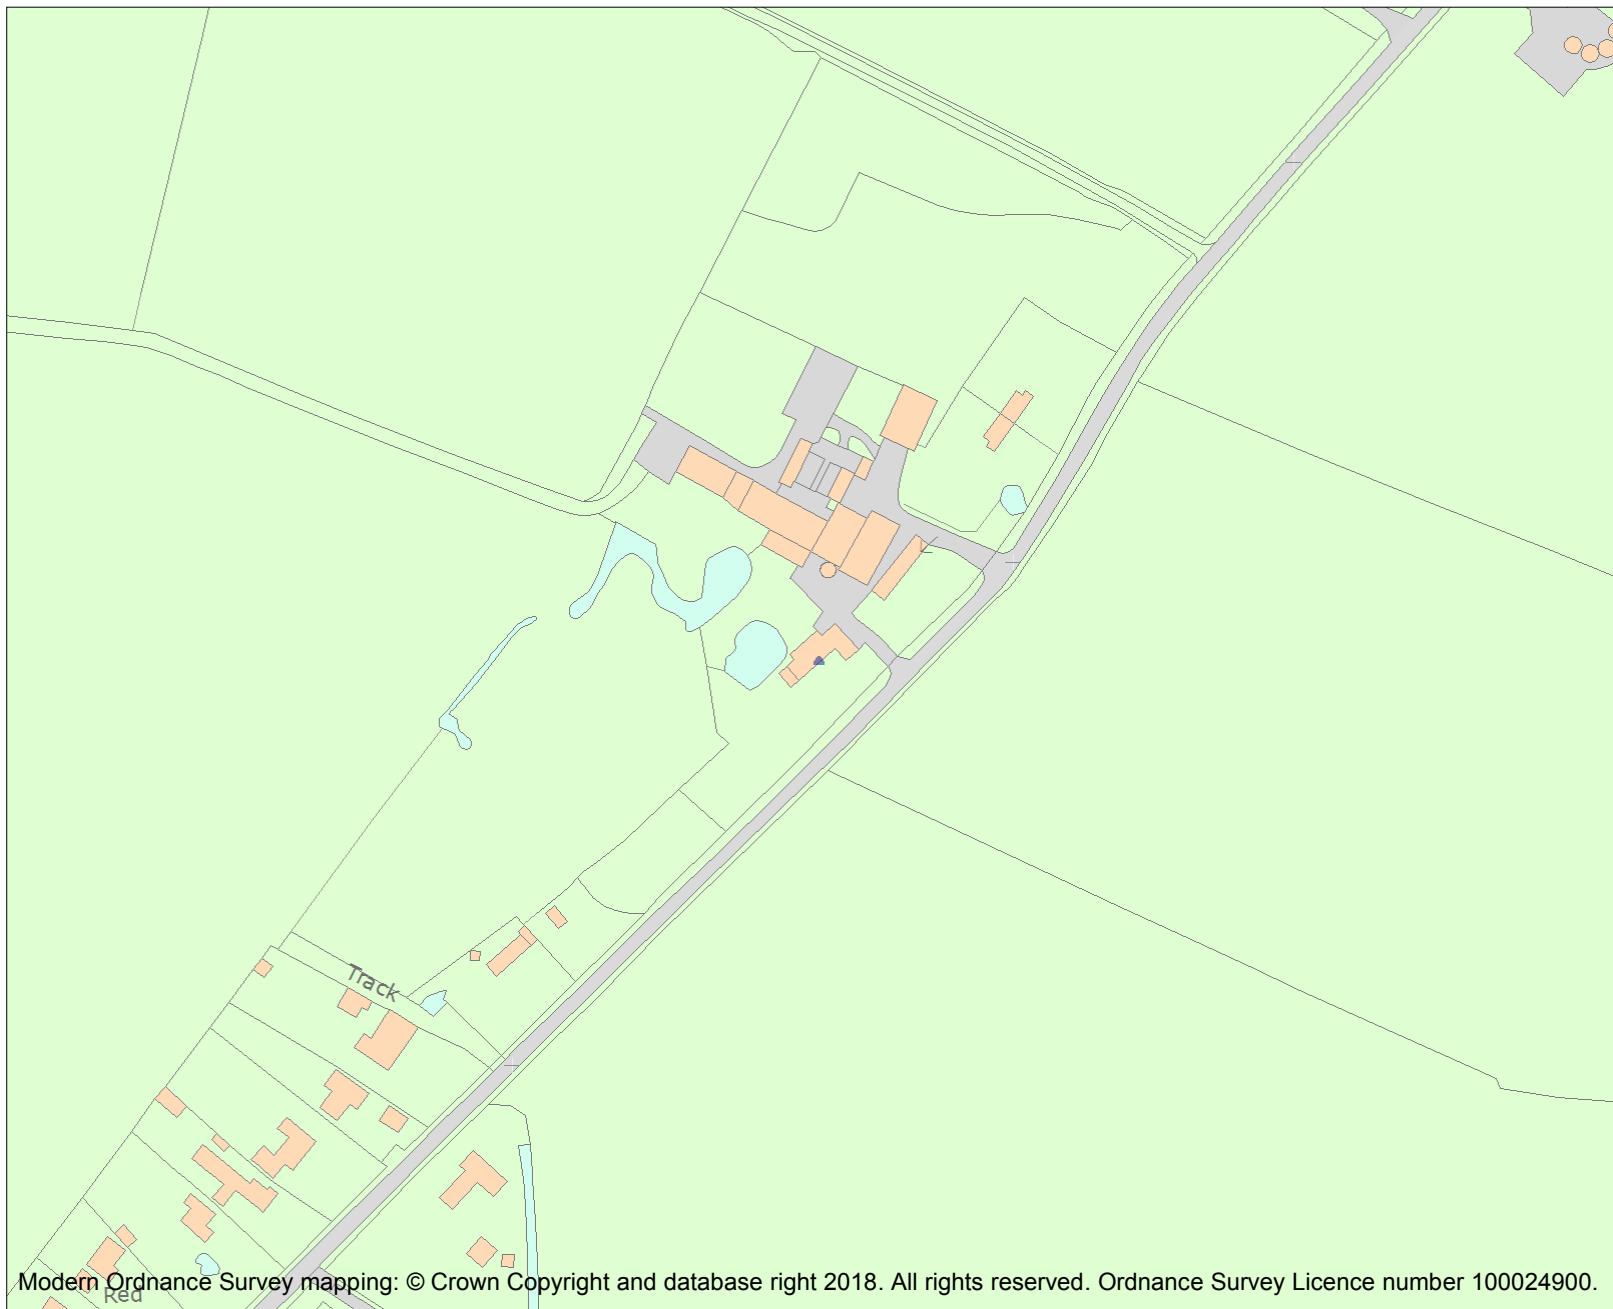 Track
Modern Ordnance Survey mapping: © Crown Copyright and database right 2018. All rights reserved. Ordnance Survey Licence number 100024900.
Red